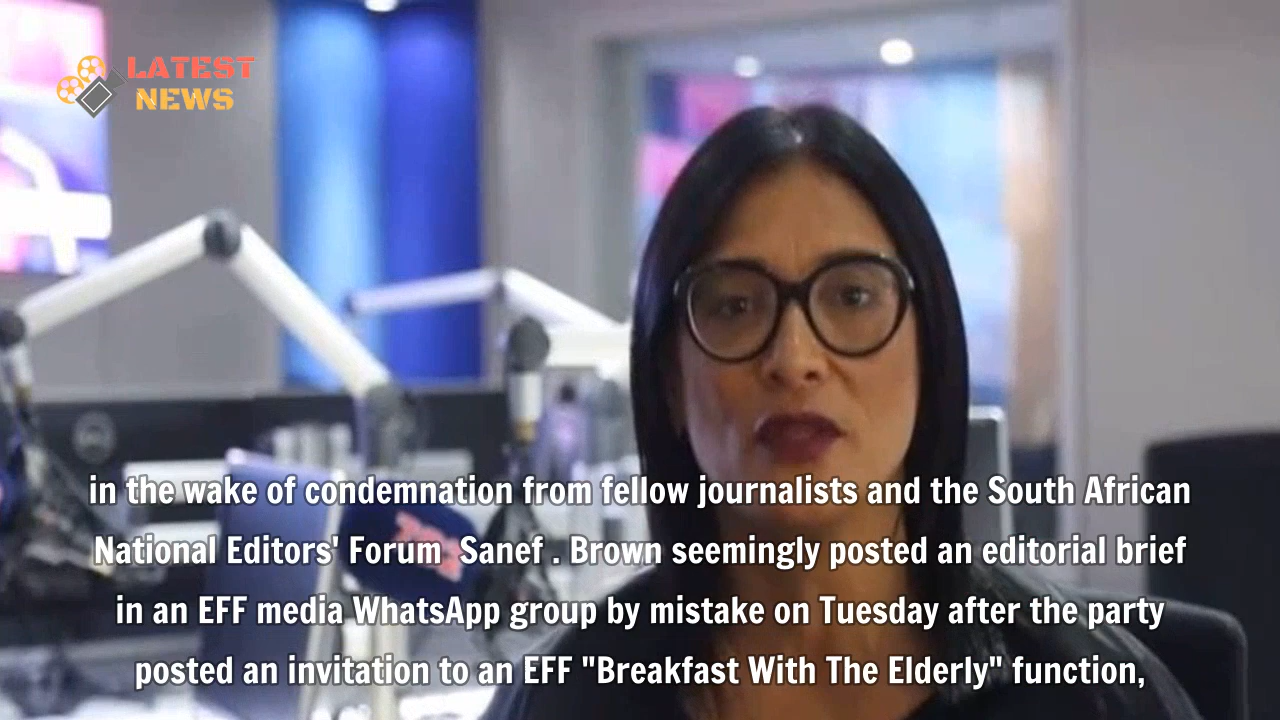 LATEST
NEWS
in the wake of condemnation from fellow journalists and the South African
National Editors' Forum  Sanef . Brown seemingly posted an editorial brief
in an EFF media WhatsApp group by mistake on Tuesday after the party
posted an invitation to an EFF "Breakfast With The Elderly" function,